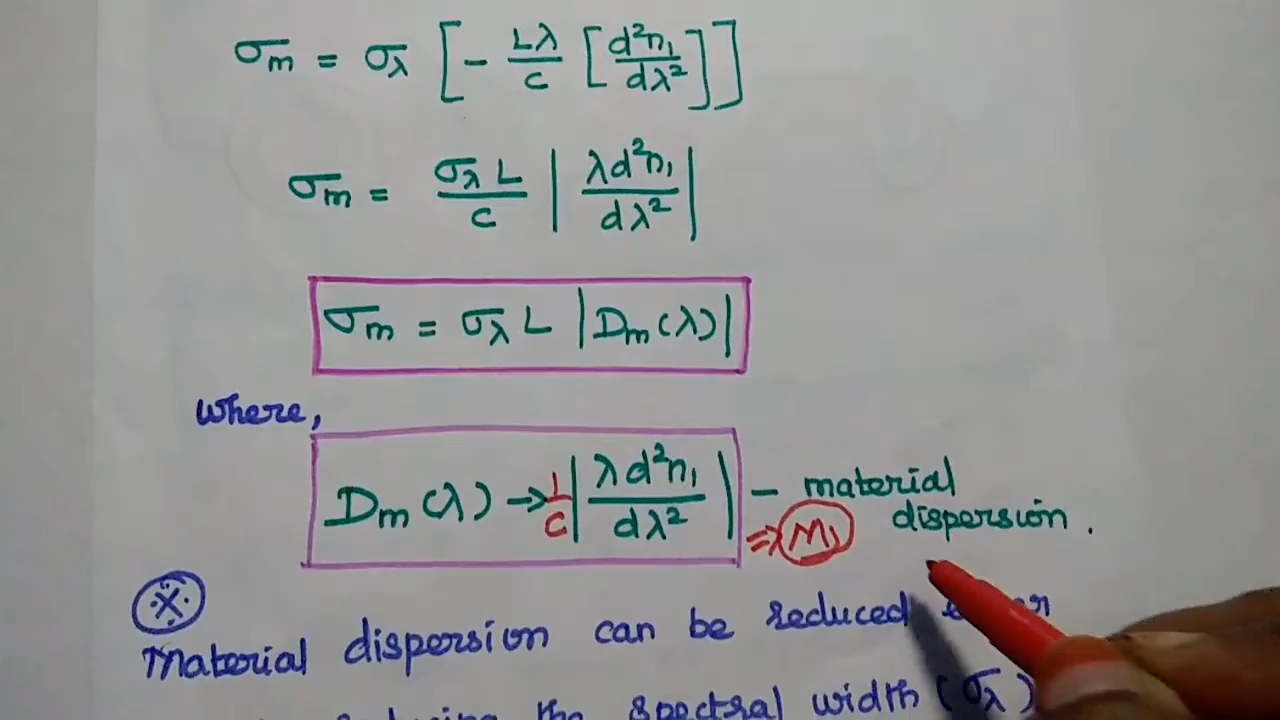 σm = σλ [ - Lλ/c [ d²n₁/dλ² ] ]
σm = σλ L/c | λd²n₁/dλ² |
σm = σλ L |Dm(λ)|
where,
Dm(λ) → 1/c | λd²n₁/dλ² | - material
⇒ M, dispersion.
※
Material dispersion can be reduced
the spectral width (σλ)